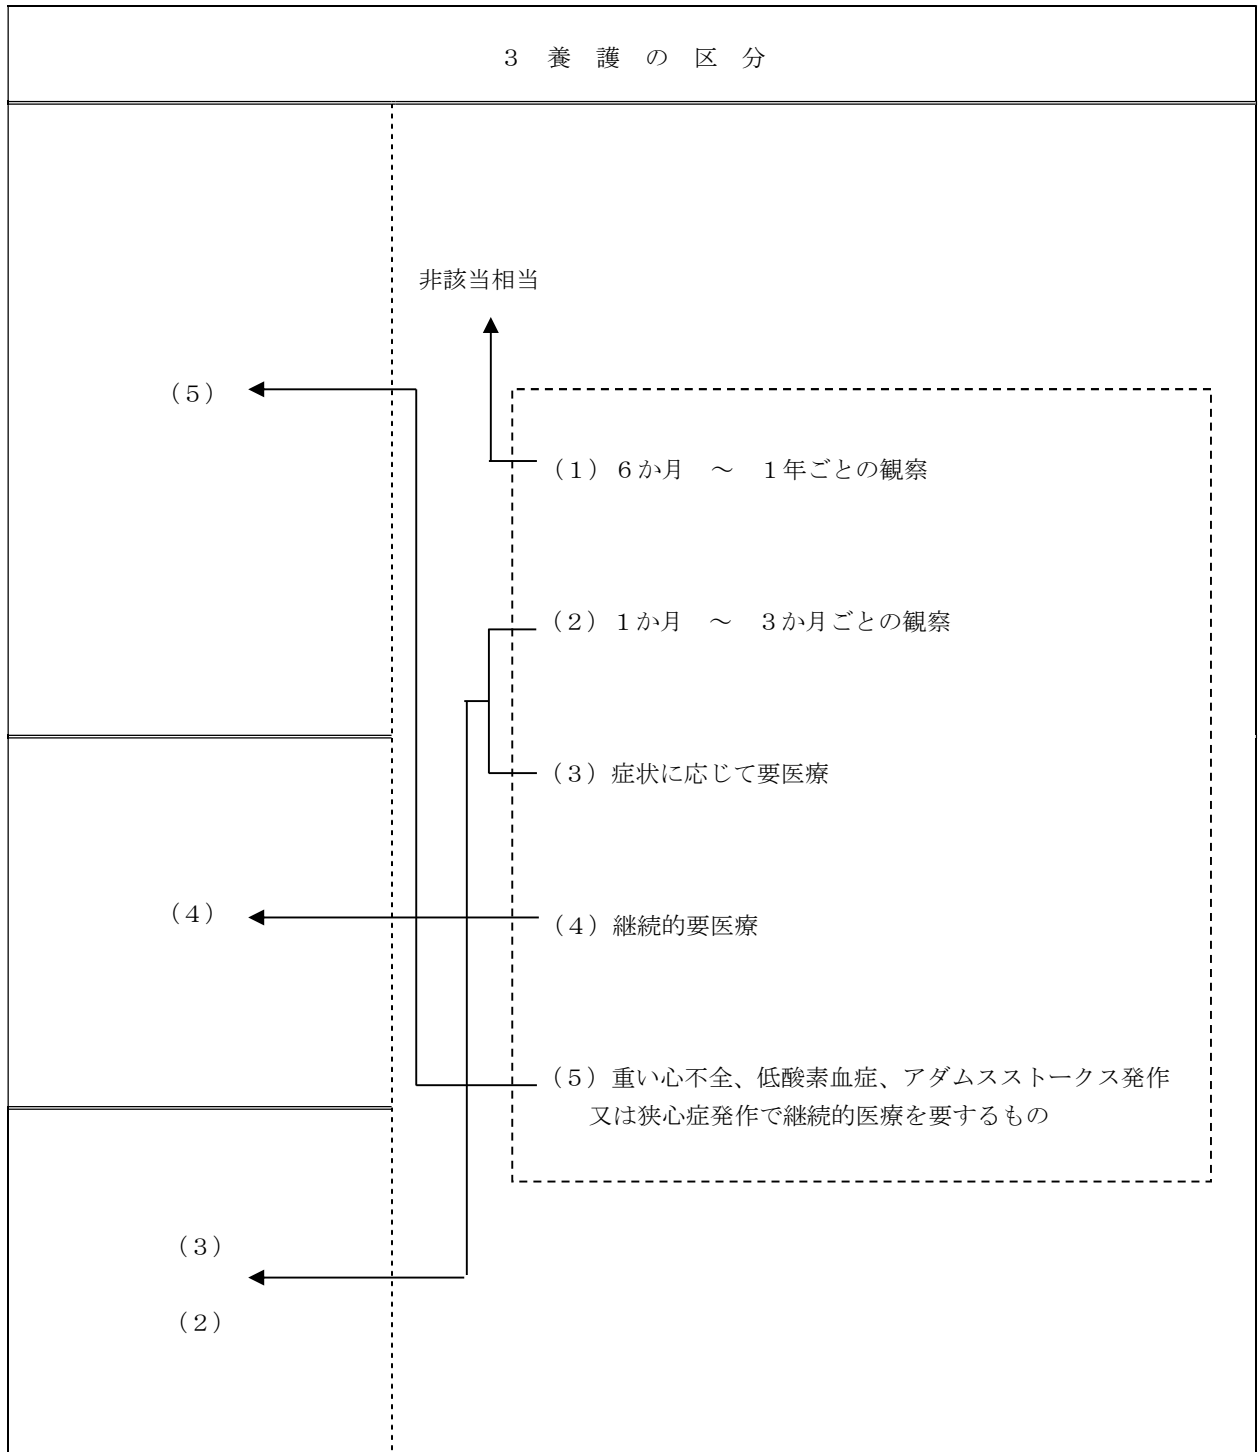 ３　養　護　の　区　分
非該当相当
（５）
（１）６か月　～　１年ごとの観察
（２）１か月　～　３か月ごとの観察
（３）症状に応じて要医療
（４）
（４）継続的要医療
（５）重い心不全、低酸素血症、アダムスストークス発作
又は狭心症発作で継続的医療を要するもの
（３）
（２）